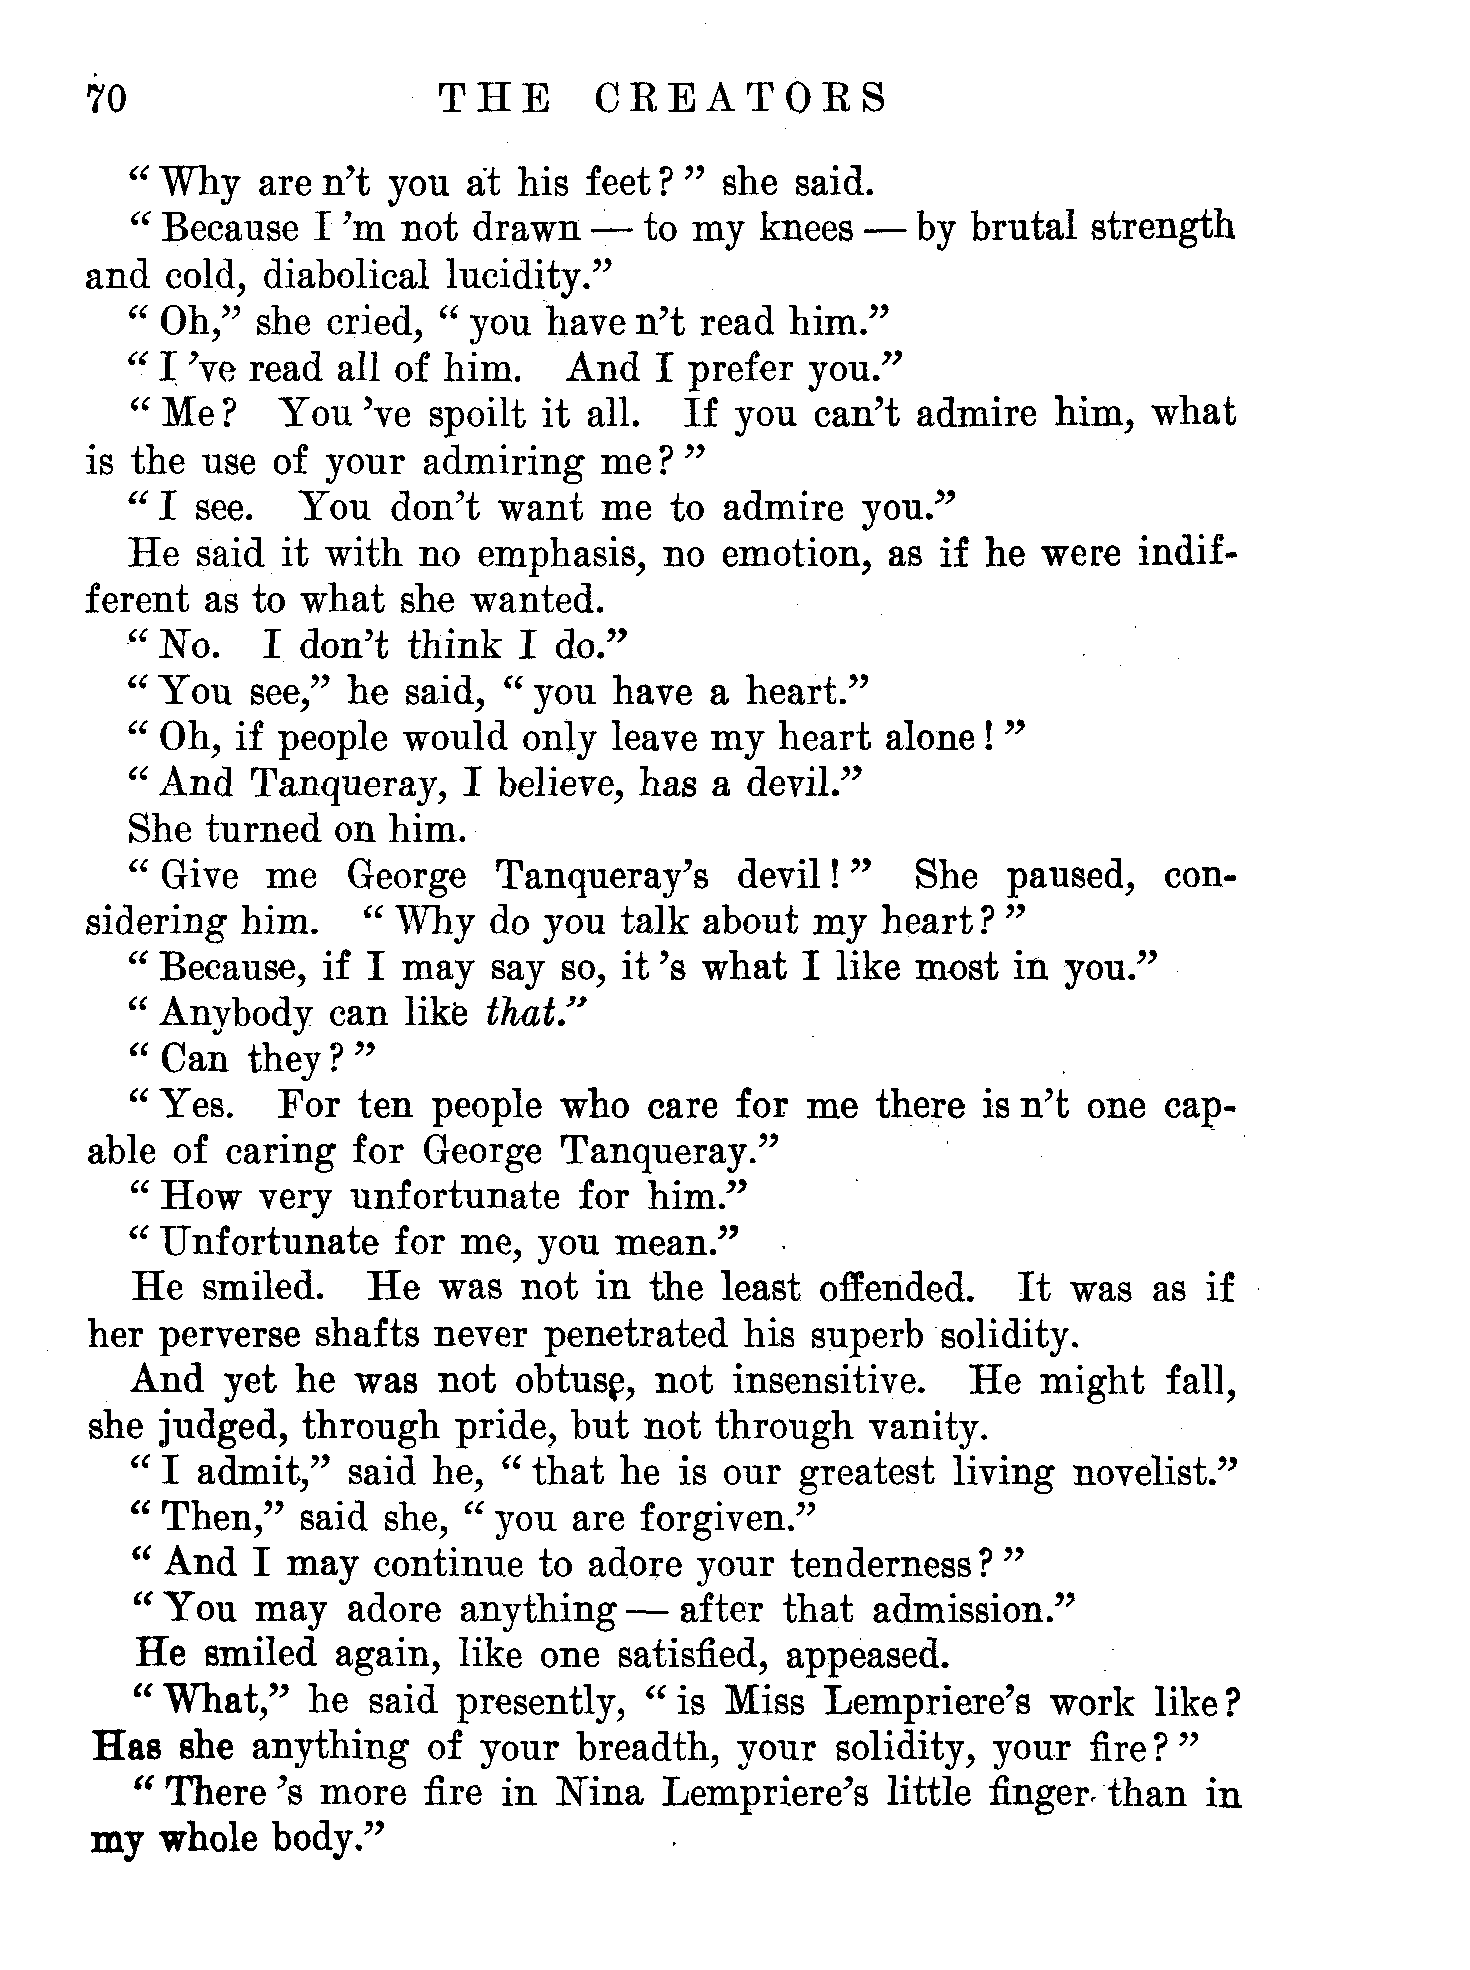 70 THE CREATORS
“Why are n’t you at his feet?” she said.
“Because I ’m not drawn — to my knees — by brutal strength
and cold, diabolical lucidity.”
“Oh,” she cried, “you have n’t read him.”
“I ’ve read all of him. And I prefer you.”
“Me? You ’ve spoilt it all. If you can’t admire him, what
is the use of your admiring me?”
“I see. You don’t want me to admire you.”
He said it with no emphasis, no emotion, as if he were indif-
ferent as to what she wanted.
“No. I don’t think I do.”
“You see,” he said, “you have a heart.”
“Oh, if people would only leave my heart alone!”
“And Tanqueray, I believe, has a devil.”
She turned on him.
“Give me George Tanqueray’s devil!” She paused, con-
sidering him. “Why do you talk about my heart?”
“Because, if I may say so, it ’s what I like most in you.”
“Anybody can like that.”
“Can they?”
“Yes. For ten people who care for me there is n’t one cap-
able of caring for George Tanqueray.”
“How very unfortunate for him.”
“Unfortunate for me, you mean.”
He smiled. He was not in the least offended. It was as if
her perverse shafts never penetrated his superb solidity.
And yet he was not obtuse, not insensitive. He might fall,
she judged, through pride, but not through vanity.
“I admit,” said he, “that he is our greatest living novelist.”
“Then,” said she, “you are forgiven.”
“And I may continue to adore your tenderness?”
“You may adore anything — after that admission.”
He smiled again, like one satisfied, appeased.
“What,” he said presently, “is Miss Lempriere’s work like?
Has she anything of your breadth, your solidity, your fire?”
“There ’s more fire in Nina Lempriere’s little finger than in
my whole body.”